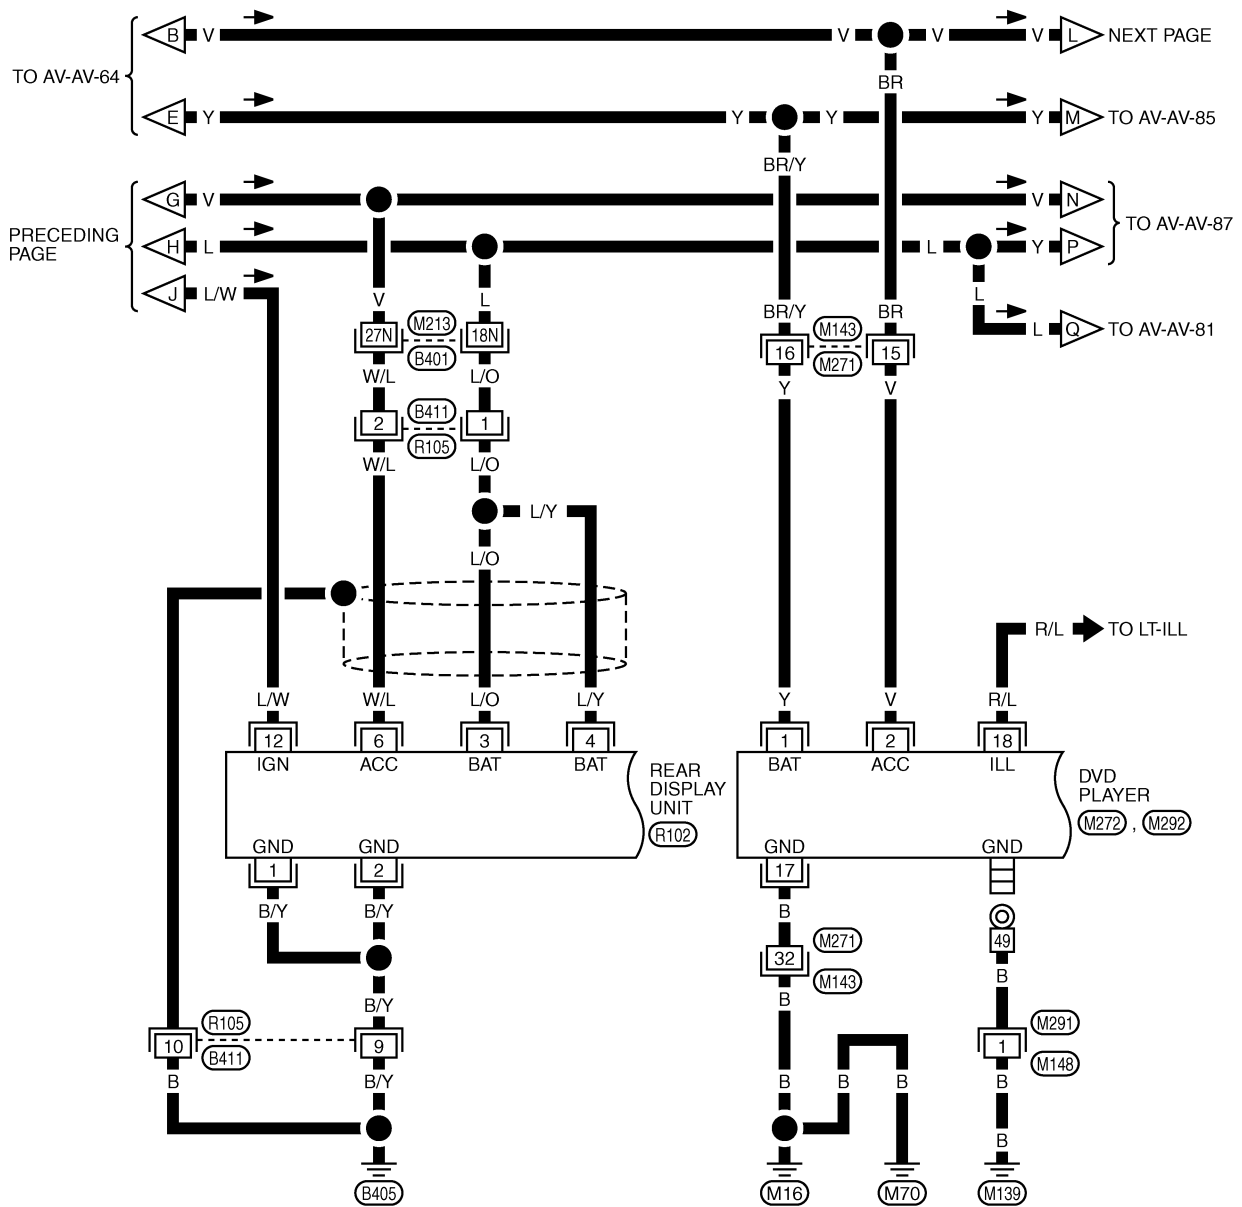 B V V V L NEXT PAGE
TO AV-AV-64
BR
E Y Y Y Y M TO AV-AV-85
BR/Y
G V V N
PRECEDING
PAGE
TO AV-AV-87
H L L Y P
J L/W V L L
BR/Y BR
27N M213 18N M143 L Q TO AV-AV-81
B401 16 M271 15
W/L L/O Y V
2 B411 1
R105
W/L L/O
L/Y
L/O
R/L TO LT-ILL
L/W W/L L/O L/Y Y V R/L
12 6 3 4 1 2 18
IGN ACC BAT BAT BAT ACC ILL
REAR
DISPLAY
UNIT
R102
DVD
PLAYER
M272 , M292
GND GND GND GND
1 2 17
B/Y B/Y B
M271 49
32
M143 B
B/Y B
R105 M291
10 9 1
B411 M148
B B/Y B B B B
B
B405 M16 M70 M139